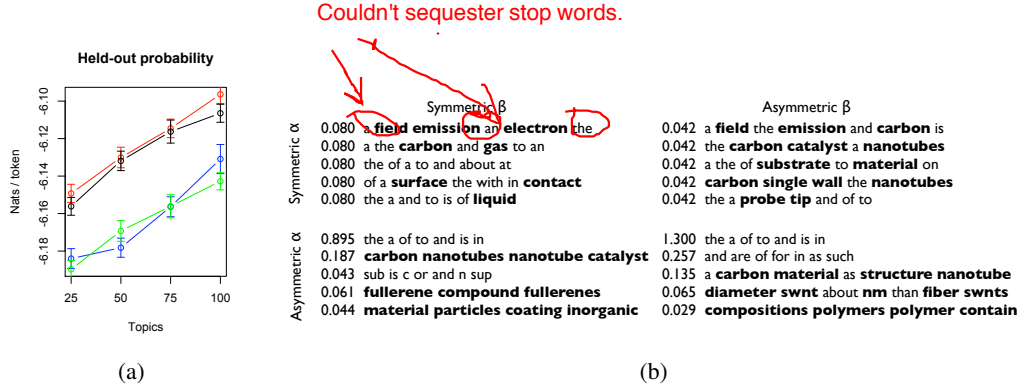 Couldn't sequester stop words.
Held-out probability
Nats / token
-6.10
-6.12
-6.14
-6.16
-6.18
25 50 75 100
Topics
(a)
Symmetric β
Asymmetric β
Symmetric α
0.080 a field emission an electron the
0.080 a the carbon and gas to an
0.080 the of a to and about at
0.080 of a surface the with in contact
0.080 the a and to is of liquid
0.042 a field the emission and carbon is
0.042 the carbon catalyst a nanotubes
0.042 a the of substrate to material on
0.042 carbon single wall the nanotubes
0.042 the a probe tip and of to
Asymmetric α
0.895 the a of to and is in
0.187 carbon nanotubes nanotube catalyst
0.043 sub is c or and n sup
0.061 fullerene compound fullerenes
0.044 material particles coating inorganic
1.300 the a of to and is in
0.257 and are of for in as such
0.135 a carbon material as structure nanotube
0.065 diameter swnt about nm than fiber swnts
0.029 compositions polymers polymer contain
(b)